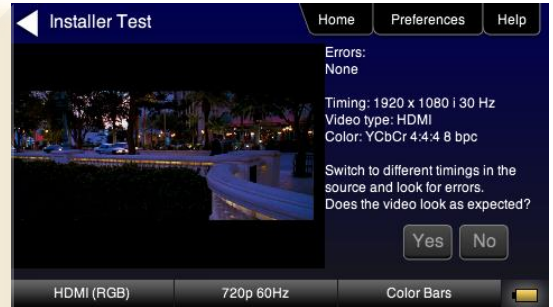 Installer Test
Home
Preferences
Help
Errors:
None
Timing: 1920 x 1080 i 30 Hz
Video type: HDMI
Color: YCbCr 4:4:4 8 bpc
Switch to different timings in the
source and look for errors.
Does the video look as expected?
Yes
No
HDMI (RGB)
720p 60Hz
Color Bars